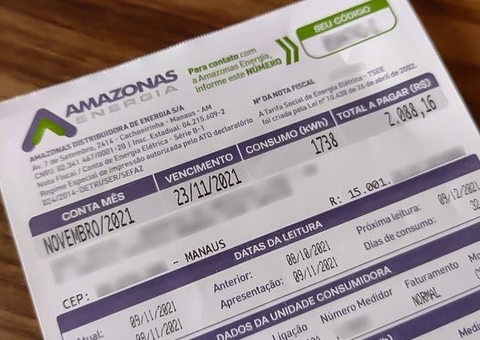 AMAZONAS
ENERGIA
Para contato com
a Amazonas Energia,
informe este NÚMERO
SEU CÓDIGO
AMAZONAS DISTRIBUIDORA DE ENERGIA S/A
Av. 7 de Setembro, 2414 - Cachoeirinha - Manaus - AM
CNPJ: 02.341.467/0001-20 | Insc. Estadual: 04.215.609-2
Nota Fiscal / Conta de Energia Elétrica - Série B-1
Regime Especial de impressão autorizada pelo ATO declaratório
024/2014-DETRI/SER/SEFAZ
Nº DA NOTA FISCAL
A Tarifa Social de Energia Elétrica - TSEE
foi criada pela Lei nº 10.438 de 26 de abril de 2002.
CONTA MÊS
VENCIMENTO
CONSUMO (kWh)
TOTAL A PAGAR (R$)
NOVEMBRO/2021
23/11/2021
1738
2.088,16
R: 15.001.
CEP:
- MANAUS
DATAS DA LEITURA
Atual:
09/11/2021
Anterior:
08/10/2021
Próxima leitura:
09/12/2021
09/11/2021
Apresentação:
09/11/2021
Dias de consumo:
32
DADOS DA UNIDADE CONSUMIDORA
Ligação
Número Medidor
Faturamento
NORMAL